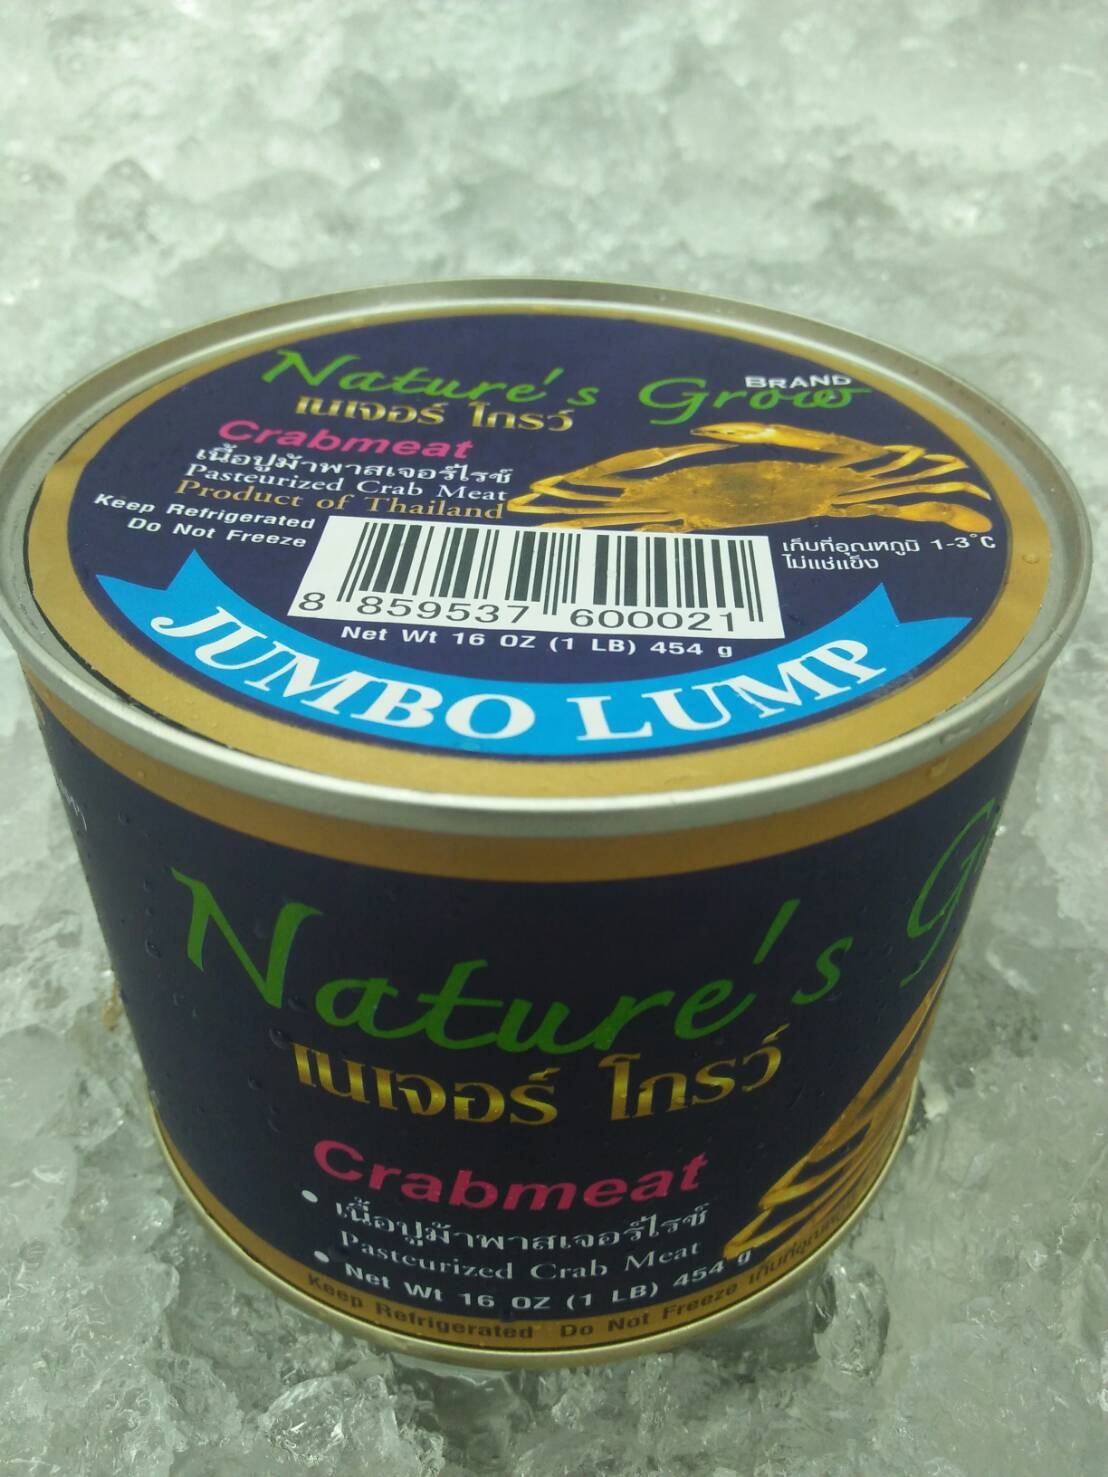 Nature's Grow BRAND
เนเจอร์ โกรว์
Crabmeat
เนื้อปูม้าพาสเจอร์ไรซ์
Pasteurized Crab Meat
Product of Thailand
Keep Refrigerated
Do Not Freeze
เก็บที่อุณหภูมิ 1-3°C
ไม่แช่แข็ง
8 859537 600021
Net Wt 16 OZ (1 LB) 454 g
JUMBO LUMP
Nature's G
เนเจอร์ โกรว์
Crabmeat
• เนื้อปูม้าพาสเจอร์ไรซ์
Pasteurized Crab Meat
• Net Wt 16 OZ (1 LB) 454 g
Keep Refrigerated Do Not Freeze